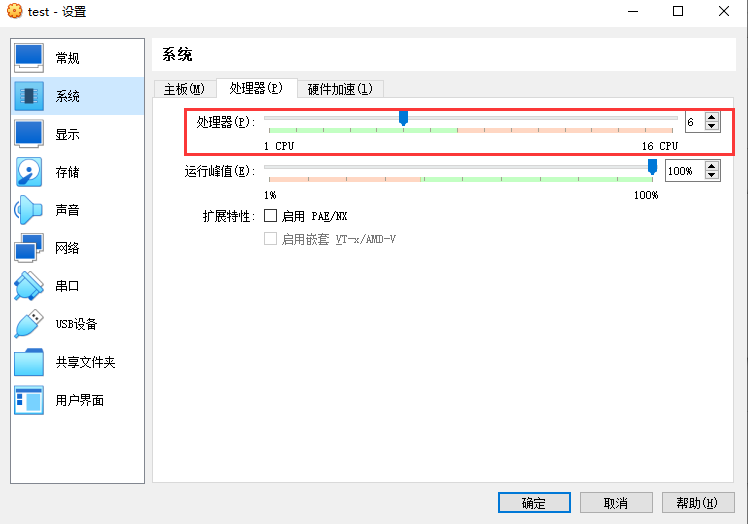 test - 设置
常规
系统
显示
存储
声音
网络
串口
USB设备
共享文件夹
用户界面
系统
主板(M) 处理器(P) 硬件加速(L)
处理器(P): 6
1 CPU 16 CPU
运行峰值(E): 100%
1% 100%
扩展特性: 启用 PAE/NX
启用嵌套 VT-x/AMD-V
确定 取消 帮助(H)